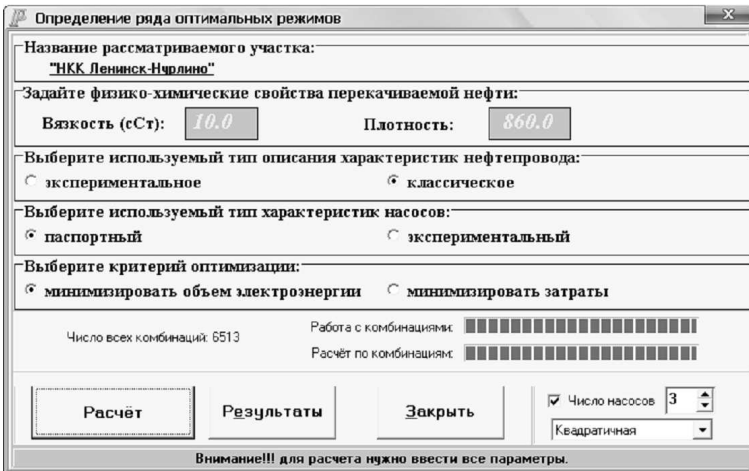 Определение ряда оптимальных режимов
Название рассматриваемого участка:
"НКК Ленинск-Нурлино"
Задайте физико-химические свойства перекачиваемой нефти:
Вязкость (сСт): 10.0 Плотность: 860.0
Выберите используемый тип описания характеристик нефтепровода:
экспериментальное классическое
Выберите используемый тип характеристик насосов:
паспортный экспериментальный
Выберите критерий оптимизации:
минимизировать объем электроэнергии минимизировать затраты
Число всех комбинаций: 6513
Работа с комбинациями:
Расчёт по комбинациям:
Расчёт Результаты Закрыть
Число насосов 3
Квадратичная
Внимание!!! для расчета нужно ввести все параметры.